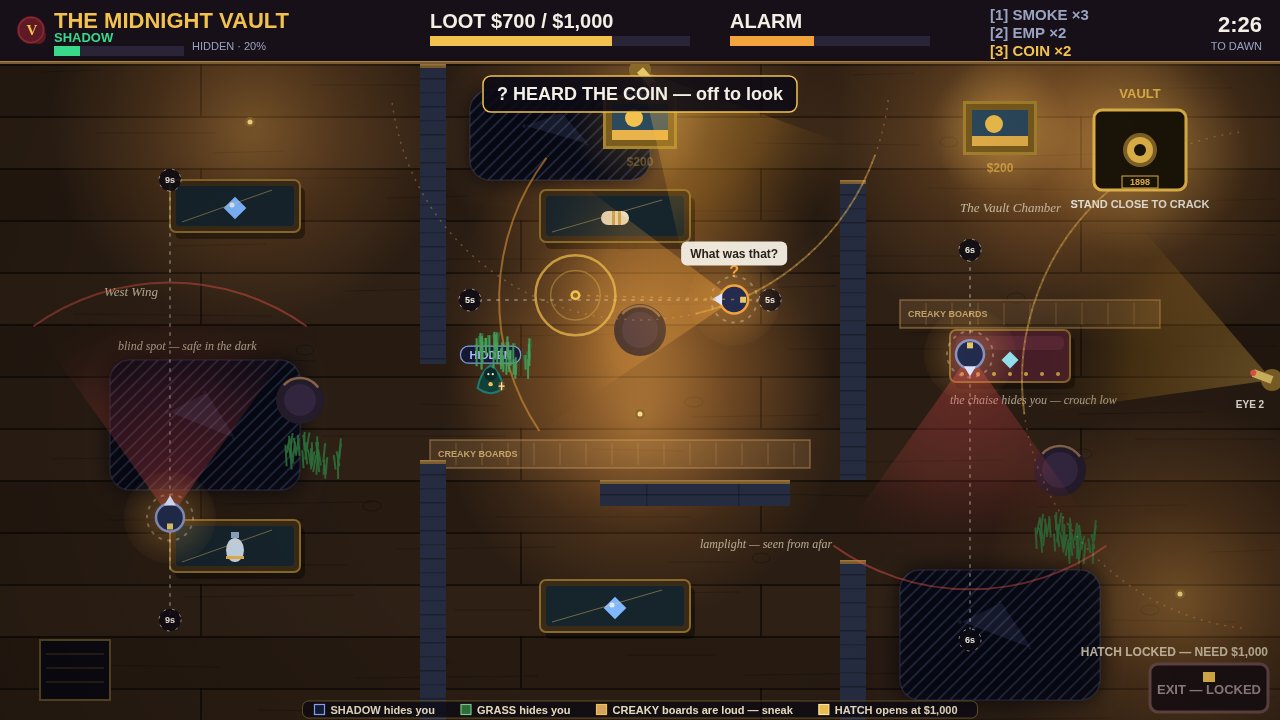 V
THE MIDNIGHT VAULT
SHADOW
HIDDEN · 20%
LOOT $700 / $1,000
ALARM
[1] SMOKE ×3
[2] EMP ×2
[3] COIN ×2
2:26
TO DAWN
? HEARD THE COIN — off to look
$200
VAULT
$200
1898
STAND CLOSE TO CRACK
The Vault Chamber
9s
What was that?
?
6s
West Wing
5s
5s
CREAKY BOARDS
blind spot — safe in the dark
HIDDEN
the chaise hides you — crouch low
EYE 2
CREAKY BOARDS
lamplight — seen from afar
9s
6s
HATCH LOCKED — NEED $1,000
EXIT — LOCKED
SHADOW hides you
GRASS hides you
CREAKY boards are loud — sneak
HATCH opens at $1,000